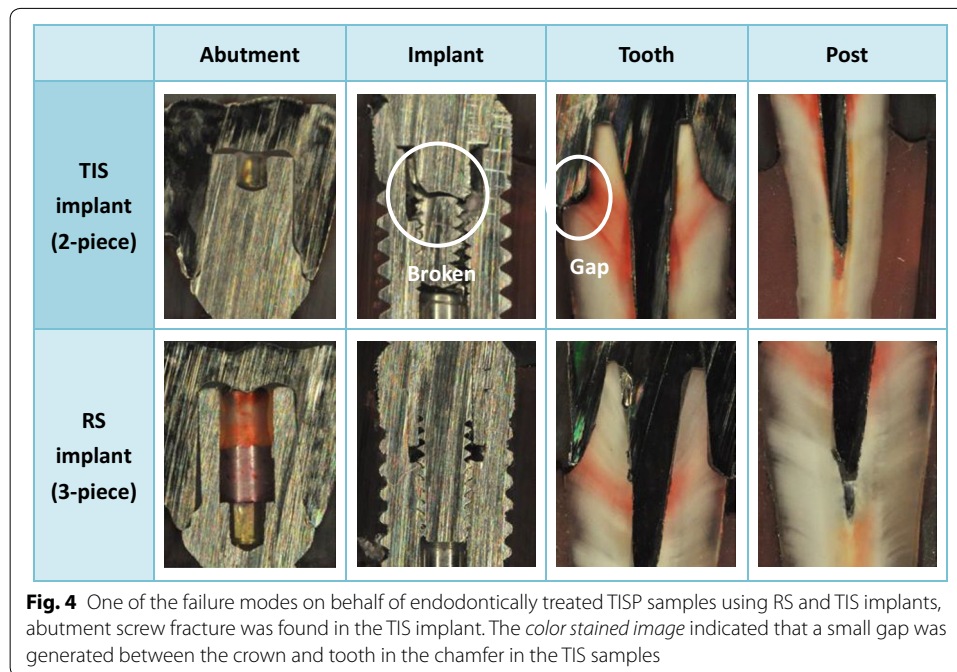 Abutment Implant Tooth Post
TIS
implant
(2-piece)
Broken
Gap
RS
implant
(3-piece)
Fig. 4 One of the failure modes on behalf of endodontically treated TISP samples using RS and TIS implants,
abutment screw fracture was found in the TIS implant. The color stained image indicated that a small gap was
generated between the crown and tooth in the chamfer in the TIS samples